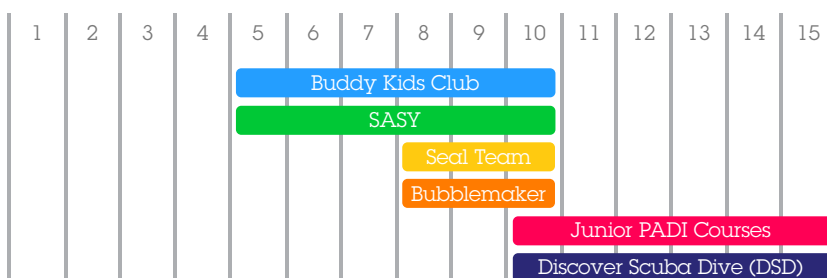 1 2 3 4 5 6 7 8 9 10 11 12 13 14 15
Buddy Kids Club
SASY
Seal Team
Bubblemaker
Junior PADI Courses
Discover Scuba Dive (DSD)